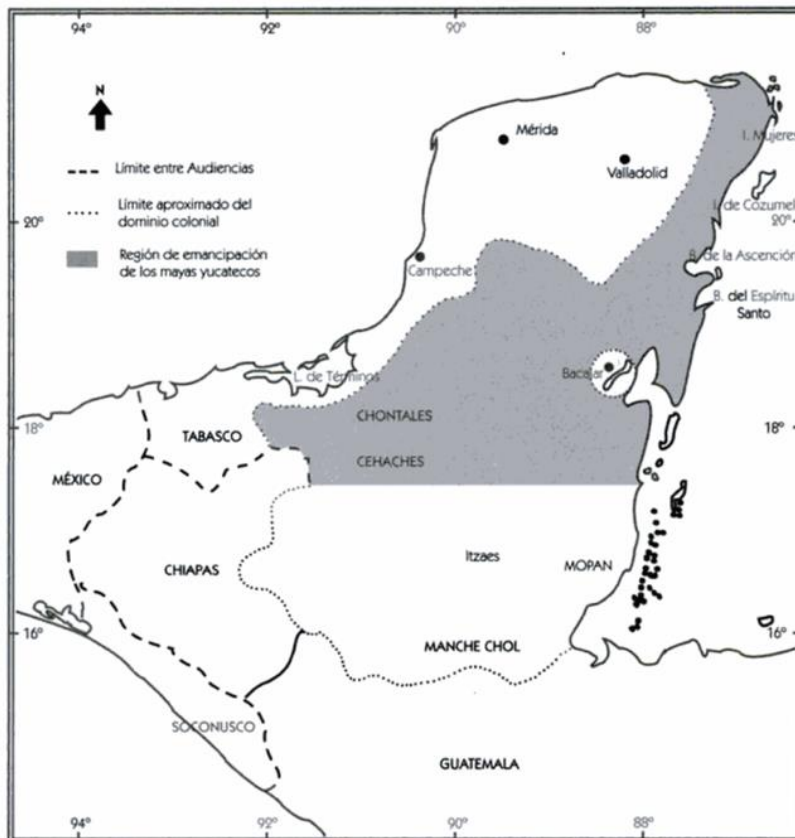 94°
92°
90°
88°
N
Límite entre Audiencias
Límite aproximado del
dominio colonial
Región de emancipación
de los mayas yucatecos
Mérida
Valladolid
I. Mujeres
I. de Cozumel
20°
20°
B. de la Ascención
Campeche
B. del Espíritu
Santo
Bacalar
L. de Términos
CHONTALES
18°
18°
TABASCO
CEHACHES
MÉXICO
Itzaes
MOPAN
CHIAPAS
16°
16°
MANCHE CHOL
SOCONUSCO
GUATEMALA
94°
92°
90°
88°